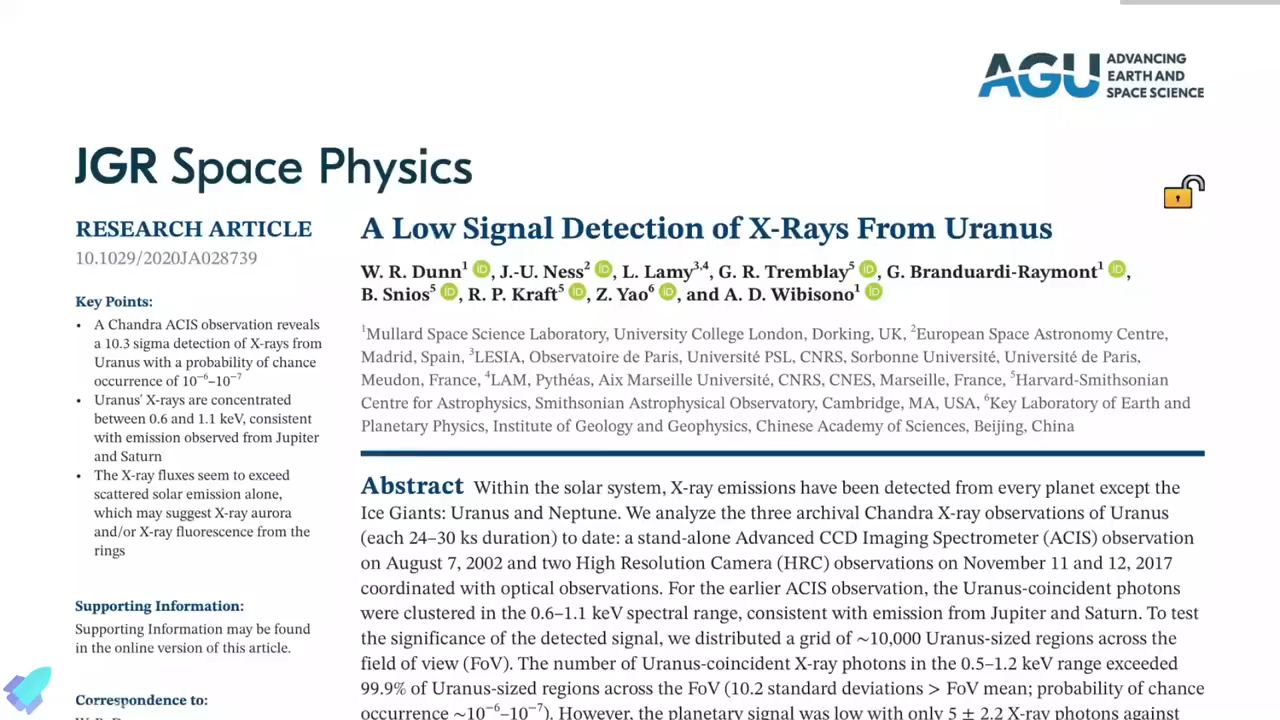 AGU ADVANCING
EARTH AND
SPACE SCIENCE
JGR Space Physics
RESEARCH ARTICLE
10.1029/2020JA028739
Key Points:
• A Chandra ACIS observation reveals
a 10.3 sigma detection of X-rays from
Uranus with a probability of chance
occurrence of 10⁻⁶–10⁻⁷
• Uranus' X-rays are concentrated
between 0.6 and 1.1 keV, consistent
with emission observed from Jupiter
and Saturn
• The X-ray fluxes seem to exceed
scattered solar emission alone,
which may suggest X-ray aurora
and/or X-ray fluorescence from the
rings
Supporting Information:
Supporting Information may be found
in the online version of this article.
Correspondence to:
A Low Signal Detection of X-Rays From Uranus
W. R. Dunn¹ iD, J.-U. Ness² iD, L. Lamy³,⁴, G. R. Tremblay⁵ iD, G. Branduardi-Raymont¹ iD,
B. Snios⁵ iD, R. P. Kraft⁵ iD, Z. Yao⁶ iD, and A. D. Wibisono¹ iD
¹Mullard Space Science Laboratory, University College London, Dorking, UK, ²European Space Astronomy Centre,
Madrid, Spain, ³LESIA, Observatoire de Paris, Université PSL, CNRS, Sorbonne Université, Université de Paris,
Meudon, France, ⁴LAM, Pythéas, Aix Marseille Université, CNRS, CNES, Marseille, France, ⁵Harvard-Smithsonian
Centre for Astrophysics, Smithsonian Astrophysical Observatory, Cambridge, MA, USA, ⁶Key Laboratory of Earth and
Planetary Physics, Institute of Geology and Geophysics, Chinese Academy of Sciences, Beijing, China
Abstract Within the solar system, X-ray emissions have been detected from every planet except the
Ice Giants: Uranus and Neptune. We analyze the three archival Chandra X-ray observations of Uranus
(each 24–30 ks duration) to date: a stand-alone Advanced CCD Imaging Spectrometer (ACIS) observation
on August 7, 2002 and two High Resolution Camera (HRC) observations on November 11 and 12, 2017
coordinated with optical observations. For the earlier ACIS observation, the Uranus-coincident photons
were clustered in the 0.6–1.1 keV spectral range, consistent with emission from Jupiter and Saturn. To test
the significance of the detected signal, we distributed a grid of ~10,000 Uranus-sized regions across the
field of view (FoV). The number of Uranus-coincident X-ray photons in the 0.5–1.2 keV range exceeded
99.9% of Uranus-sized regions across the FoV (10.2 standard deviations > FoV mean; probability of chance
occurrence ~10⁻⁶–10⁻⁷). However, the planetary signal was low with only 5 ± 2.2 X-ray photons against